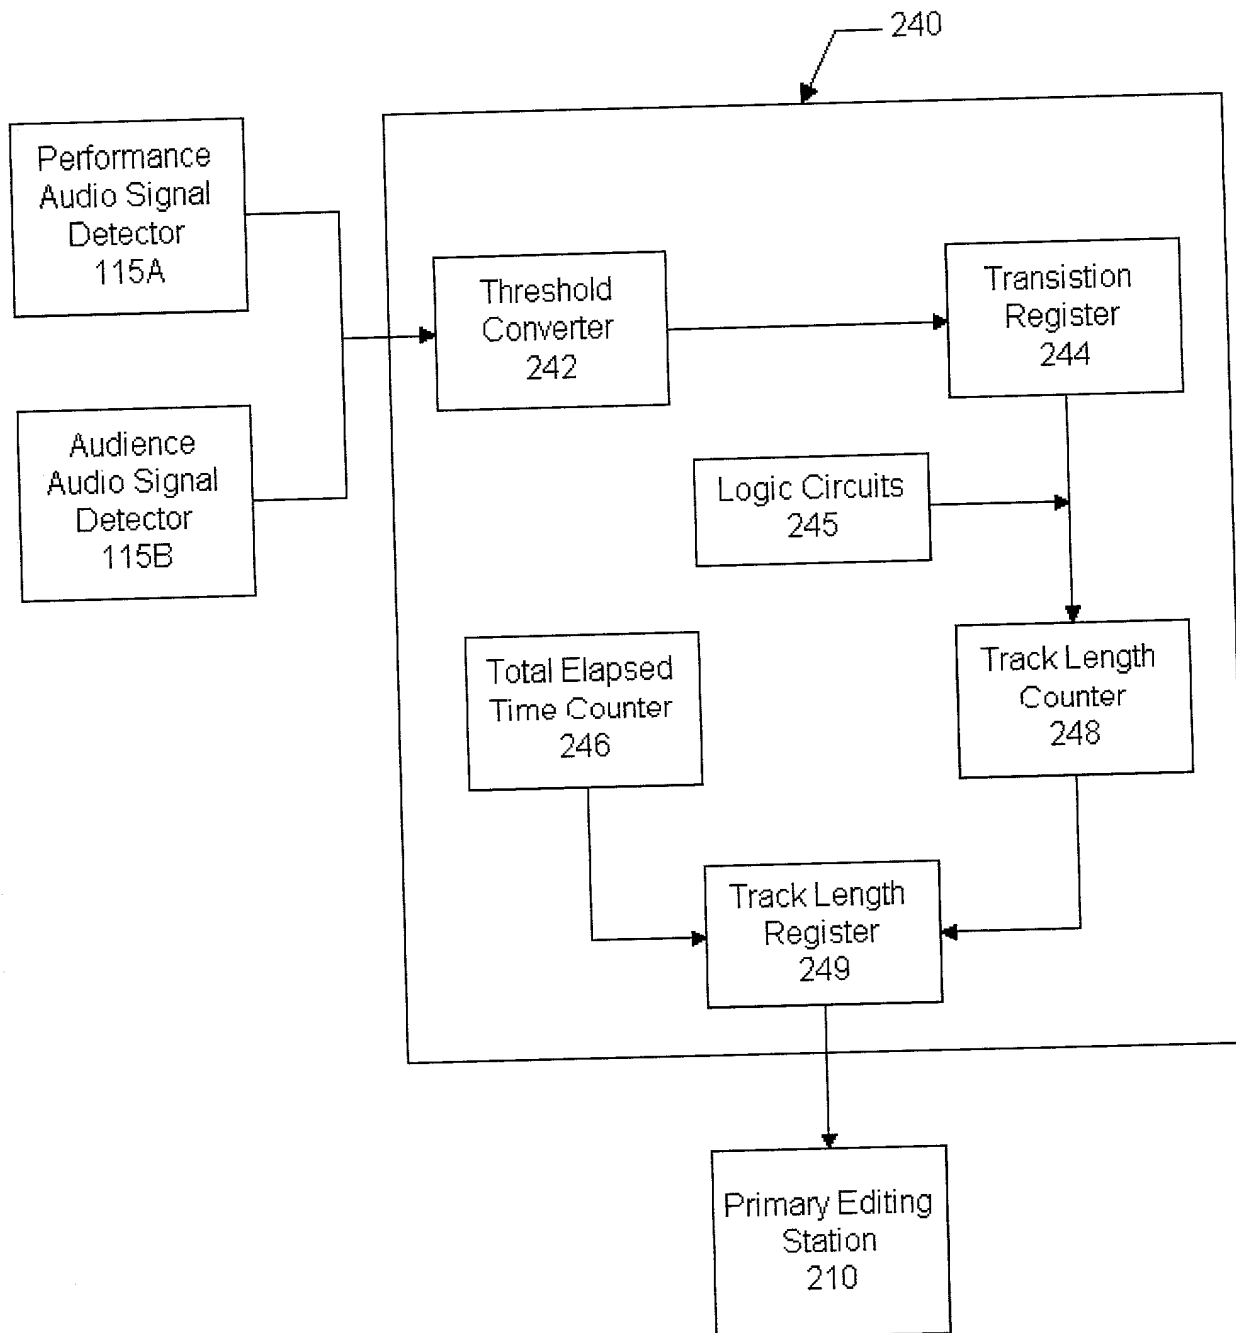 240
Performance
Audio Signal
Detector
115A
Threshold
Converter
242
Transistion
Register
244
Audience
Audio Signal
Detector
115B
Logic Circuits
245
Total Elapsed
Time Counter
246
Track Length
Counter
248
Track Length
Register
249
Primary Editing
Station
210